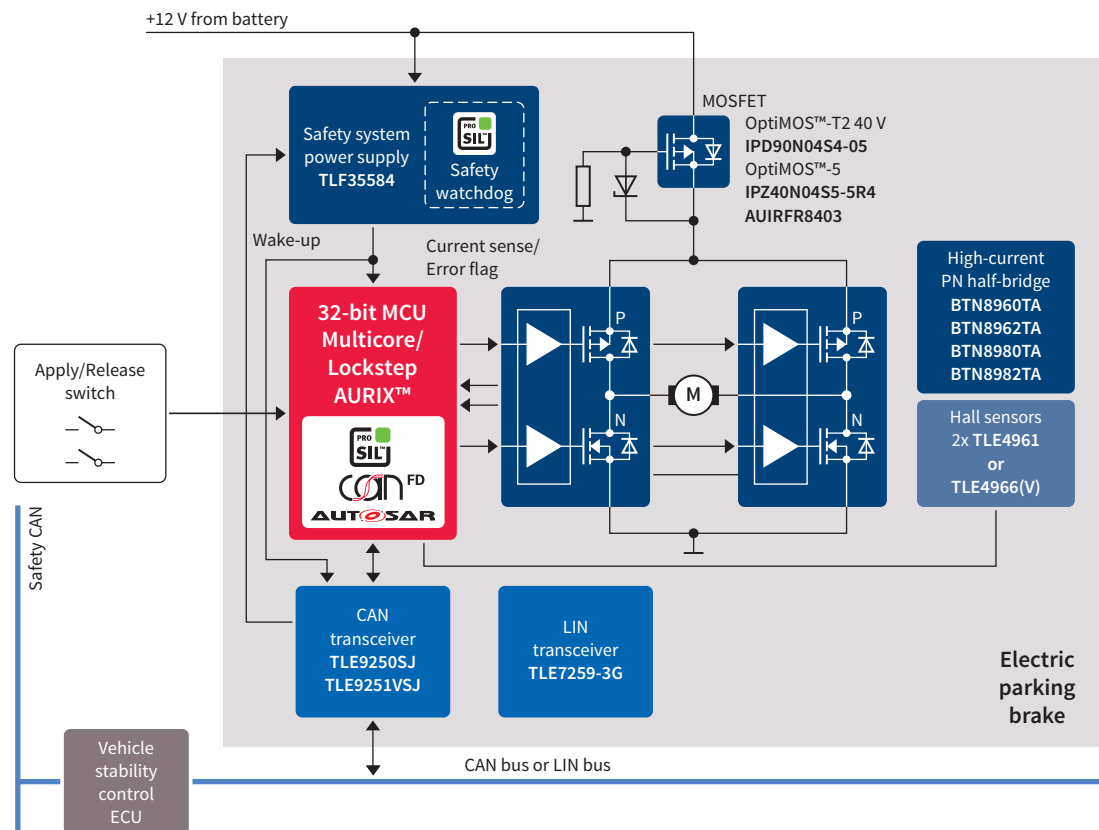 +12 V from battery
Safety system
power supply
TLF35584
PRO
SIL™
Safety
watchdog
MOSFET
OptiMOS™-T2 40 V
IPD90N04S4-05
OptiMOS™-5
IPZ40N04S5-5R4
AUIRFR8403
Wake-up
Current sense/
Error flag
32-bit MCU
Multicore/
Lockstep
AURIX™
PRO
SIL™
CAN FD
AUTOSAR
P
N
M
P
N
High-current
PN half-bridge
BTN8960TA
BTN8962TA
BTN8980TA
BTN8982TA
Hall sensors
2x TLE4961
or
TLE4966(V)
Apply/Release
switch
Safety CAN
CAN
transceiver
TLE9250SJ
TLE9251VSJ
LIN
transceiver
TLE7259-3G
Electric
parking
brake
Vehicle
stability
control
ECU
CAN bus or LIN bus